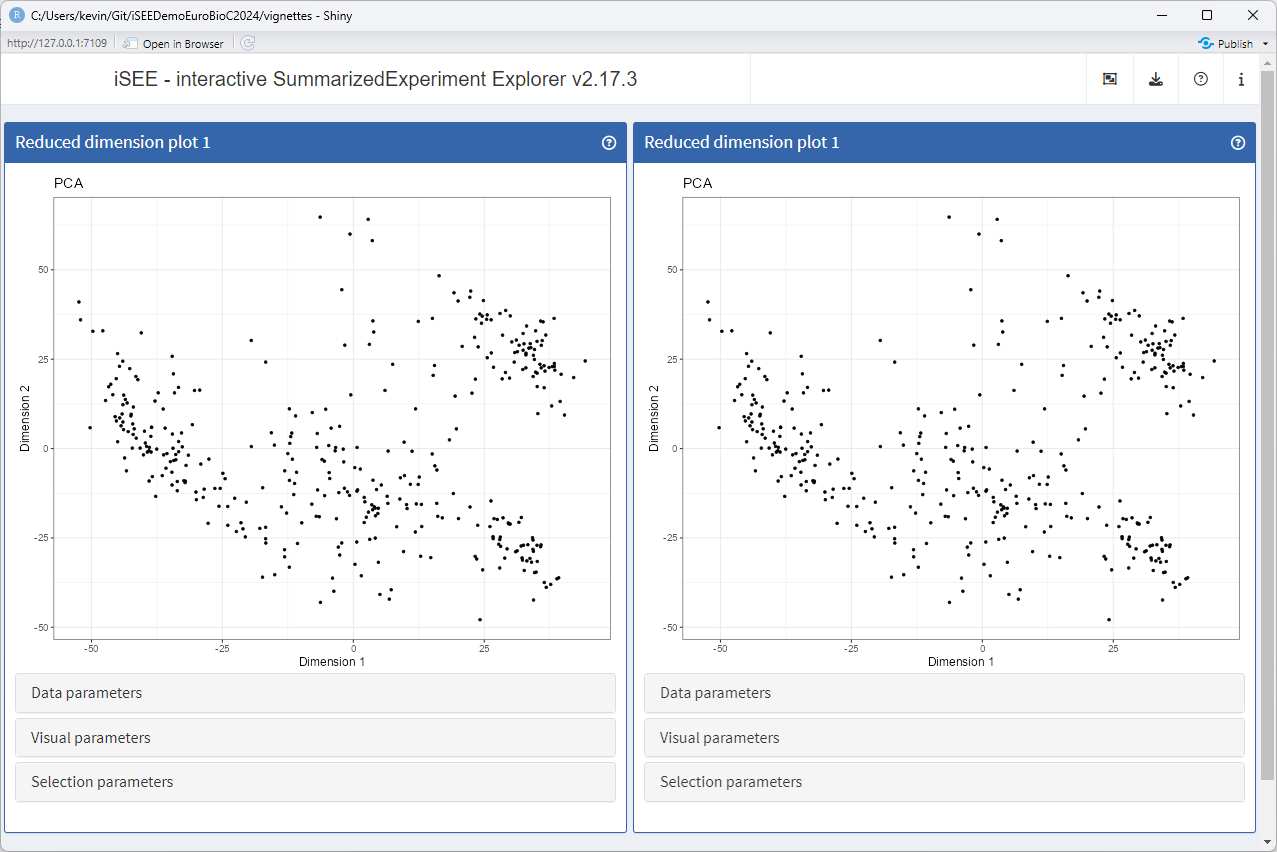 C:/Users/kevin/Git/iSEEDemoEuroBioC2024/vignettes - Shiny
http://127.0.0.1:7109 Open in Browser Publish
iSEE - interactive SummarizedExperiment Explorer v2.17.3
Reduced dimension plot 1
PCA
50
25
0
-25
-50
Dimension 2
-50 -25 0 25
Dimension 1
Data parameters
Visual parameters
Selection parameters
Reduced dimension plot 1
PCA
50
25
0
-25
-50
Dimension 2
-50 -25 0 25
Dimension 1
Data parameters
Visual parameters
Selection parameters